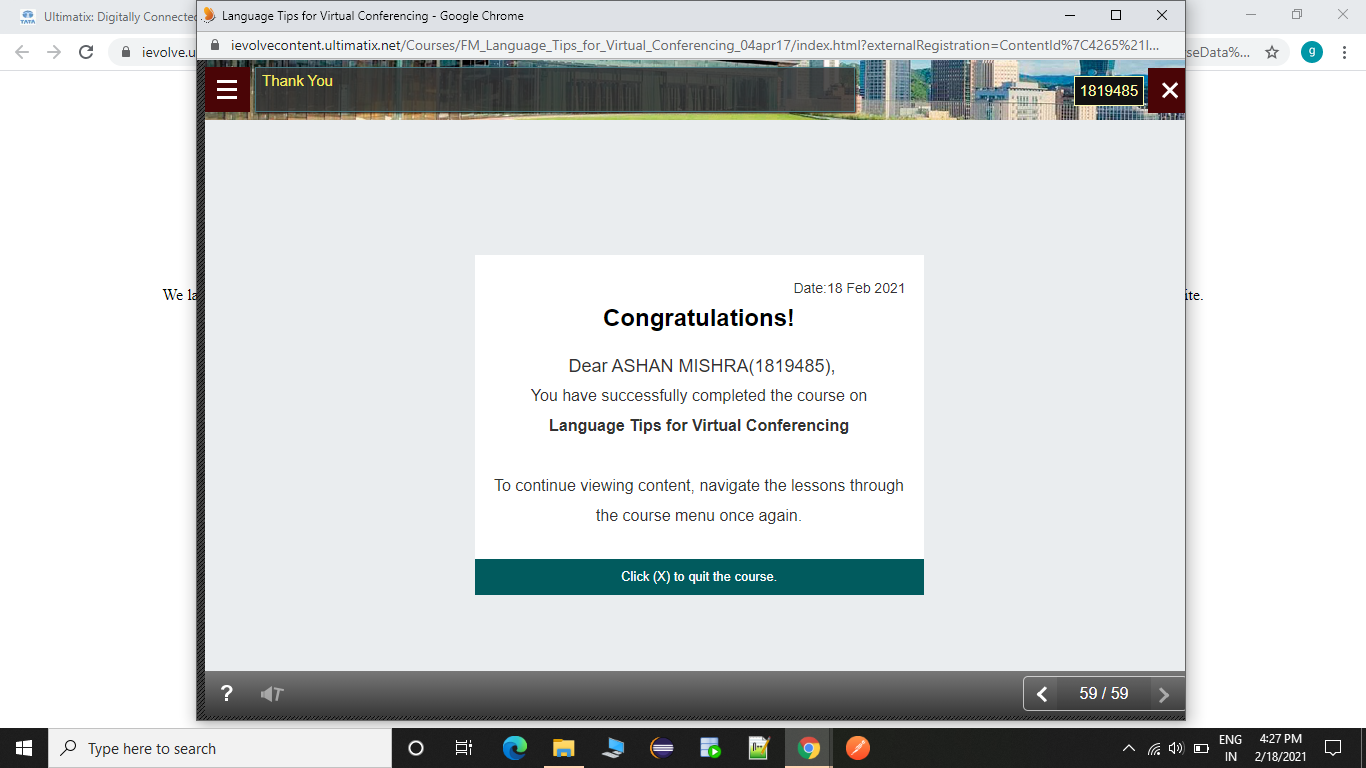 Ultimatix: Digitally Connected
Language Tips for Virtual Conferencing - Google Chrome
ievolve.u
ievolvecontent.ultimatix.net/Courses/FM_Language_Tips_for_Virtual_Conferencing_04apr17/index.html?externalRegistration=ContentId%7C4265%21I...
seData%...
g
Thank You
1819485
We la
ite.
Date:18 Feb 2021
Congratulations!
Dear ASHAN MISHRA(1819485),
You have successfully completed the course on
Language Tips for Virtual Conferencing
To continue viewing content, navigate the lessons through
the course menu once again.
Click (X) to quit the course.
?
T
59 / 59
Type here to search
ENG
IN
4:27 PM
2/18/2021